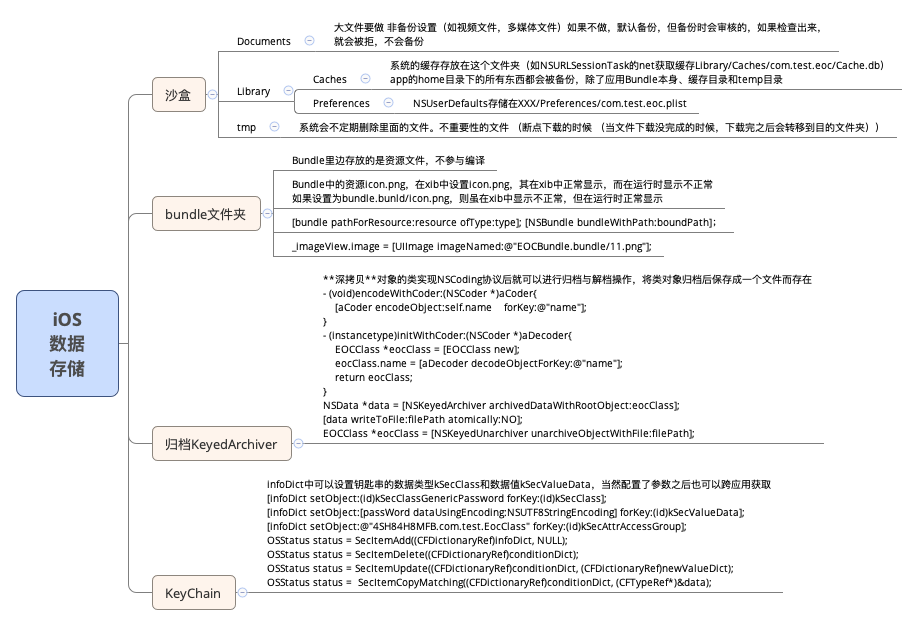 iOS
数据
存储
沙盒
Documents
大文件要做 非备份设置（如视频文件，多媒体文件）如果不做，默认备份，但备份时会审核的，如果检查出来，
就会被拒，不会备份
Library
Caches
系统的缓存存放在这个文件夹（如NSURLSessionTask的net获取缓存Library/Caches/com.test.eoc/Cache.db）
app的home目录下的所有东西都会被备份，除了应用Bundle本身、缓存目录和temp目录
Preferences
NSUserDefaults存储在XXX/Preferences/com.test.eoc.plist
tmp
系统会不定期删除里面的文件。不重要性的文件 （断点下载的时候 （当文件下载没完成的时候，下载完之后会转移到目的文件夹））
bundle文件夹
Bundle里边存放的是资源文件，不参与编译
Bundle中的资源icon.png，在xib中设置icon.png，其在xib中正常显示，而在运行时显示不正常
如果设置为bundle.bunld/icon.png，则虽在xib中显示不正常，但在运行时正常显示
[bundle pathForResource:resource ofType:type]; [NSBundle bundleWithPath:boundPath]；
_imageView.image = [UIImage imageNamed:@"EOCBundle.bundle/11.png"];
归档KeyedArchiver
**深拷贝**对象的类实现NSCoding协议后就可以进行归档与解档操作，将类对象归档后保存成一个文件而存在
- (void)encodeWithCoder:(NSCoder *)aCoder{
[aCoder encodeObject:self.name    forKey:@"name"];
}
- (instancetype)initWithCoder:(NSCoder *)aDecoder{
EOCClass *eocClass = [EOCClass new];
eocClass.name = [aDecoder decodeObjectForKey:@"name"];
return eocClass;
}
NSData *data = [NSKeyedArchiver archivedDataWithRootObject:eocClass];
[data writeToFile:filePath atomically:NO];
EOCClass *eocClass = [NSKeyedUnarchiver unarchiveObjectWithFile:filePath];
KeyChain
infoDict中可以设置钥匙串的数据类型kSecClass和数据值kSecValueData，当然配置了参数之后也可以跨应用获取
[infoDict setObject:(id)kSecClassGenericPassword forKey:(id)kSecClass];
[infoDict setObject:[passWord dataUsingEncoding:NSUTF8StringEncoding] forKey:(id)kSecValueData];
[infoDict setObject:@"4SH84H8MFB.com.test.EocClass" forKey:(id)kSecAttrAccessGroup];
OSStatus status = SecItemAdd((CFDictionaryRef)infoDict, NULL);
OSStatus status = SecItemDelete((CFDictionaryRef)conditionDict);
OSStatus status = SecItemUpdate((CFDictionaryRef)conditionDict, (CFDictionaryRef)newValueDict);
OSStatus status =  SecItemCopyMatching((CFDictionaryRef)conditionDict, (CFTypeRef*)&data);